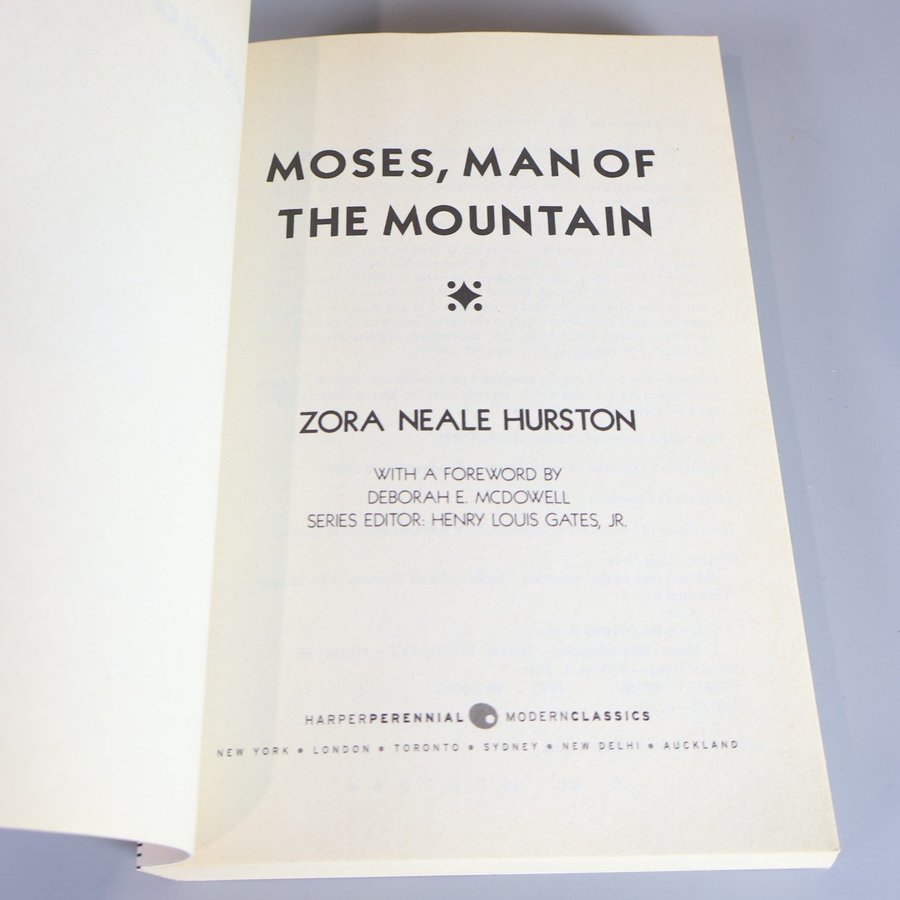 MOSES, MAN OF
THE MOUNTAIN
ZORA NEALE HURSTON
WITH A FOREWORD BY
DEBORAH E. MCDOWELL
SERIES EDITOR: HENRY LOUIS GATES, JR.
HARPERPERENNIAL MODERNCLASSICS
NEW YORK • LONDON • TORONTO • SYDNEY • NEW DELHI • AUCKLAND